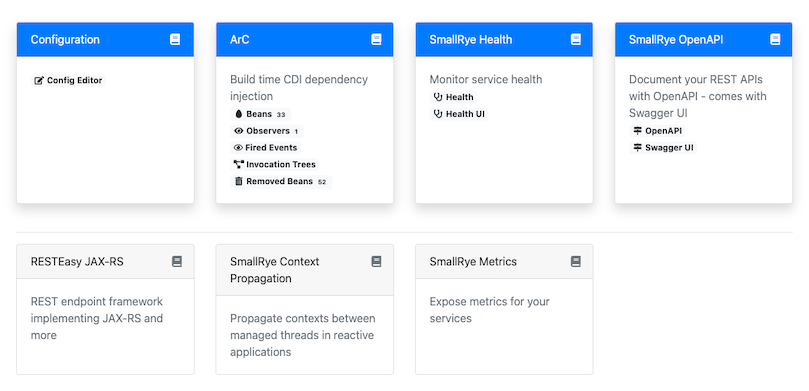 Configuration
Config Editor
ArC
Build time CDI dependency
injection
Beans 33
Observers 1
Fired Events
Invocation Trees
Removed Beans 52
SmallRye Health
Monitor service health
Health
Health UI
SmallRye OpenAPI
Document your REST APIs
with OpenAPI - comes with
Swagger UI
OpenAPI
Swagger UI
RESTEasy JAX-RS
REST endpoint framework
implementing JAX-RS and
more
SmallRye Context
Propagation
Propagate contexts between
managed threads in reactive
applications
SmallRye Metrics
Expose metrics for your
services